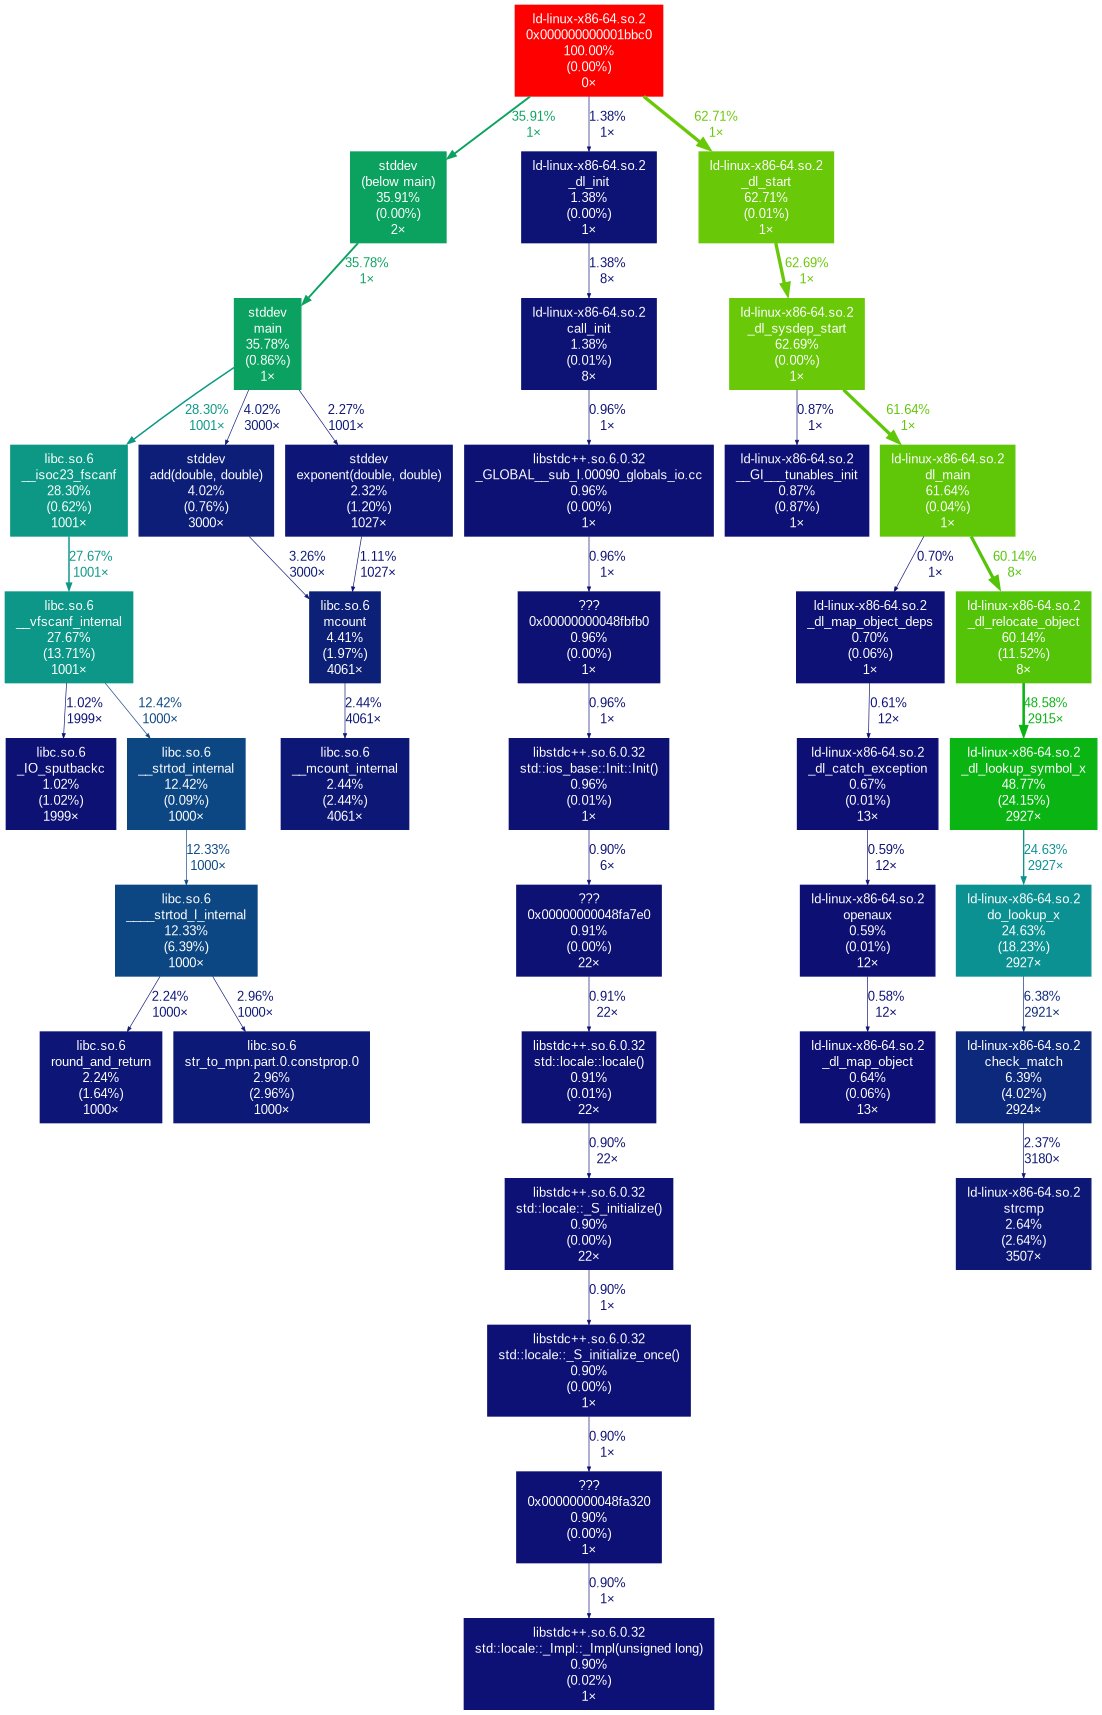 ld-linux-x86-64.so.2
0x000000000001bbc0
100.00%
(0.00%)
0×
35.91%
1×
1.38%
1×
62.71%
1×
stddev
(below main)
35.91%
(0.00%)
2×
ld-linux-x86-64.so.2
_dl_init
1.38%
(0.00%)
1×
ld-linux-x86-64.so.2
_dl_start
62.71%
(0.01%)
1×
35.78%
1×
1.38%
8×
62.69%
1×
stddev
main
35.78%
(0.86%)
1×
ld-linux-x86-64.so.2
call_init
1.38%
(0.01%)
8×
ld-linux-x86-64.so.2
_dl_sysdep_start
62.69%
(0.00%)
1×
28.30%
1001×
4.02%
3000×
2.27%
1001×
0.96%
1×
0.87%
1×
61.64%
1×
libc.so.6
__isoc23_fscanf
28.30%
(0.62%)
1001×
stddev
add(double, double)
4.02%
(0.76%)
3000×
stddev
exponent(double, double)
2.32%
(1.20%)
1027×
libstdc++.so.6.0.32
_GLOBAL__sub_I.00090_globals_io.cc
0.96%
(0.00%)
1×
ld-linux-x86-64.so.2
__GI___tunables_init
0.87%
(0.87%)
1×
ld-linux-x86-64.so.2
dl_main
61.64%
(0.04%)
1×
27.67%
1001×
3.26%
3000×
1.11%
1027×
0.96%
1×
0.70%
1×
60.14%
8×
libc.so.6
__vfscanf_internal
27.67%
(13.71%)
1001×
libc.so.6
mcount
4.41%
(1.97%)
4061×
???
0x00000000048fbfb0
0.96%
(0.00%)
1×
ld-linux-x86-64.so.2
_dl_map_object_deps
0.70%
(0.06%)
1×
ld-linux-x86-64.so.2
_dl_relocate_object
60.14%
(11.52%)
8×
1.02%
1999×
12.42%
1000×
2.44%
4061×
0.96%
1×
0.61%
12×
48.58%
2915×
libc.so.6
_IO_sputbackc
1.02%
(1.02%)
1999×
libc.so.6
__strtod_internal
12.42%
(0.09%)
1000×
libc.so.6
__mcount_internal
2.44%
(2.44%)
4061×
libstdc++.so.6.0.32
std::ios_base::Init::Init()
0.96%
(0.01%)
1×
ld-linux-x86-64.so.2
_dl_catch_exception
0.67%
(0.01%)
13×
ld-linux-x86-64.so.2
_dl_lookup_symbol_x
48.77%
(24.15%)
2927×
12.33%
1000×
0.90%
6×
0.59%
12×
24.63%
2927×
libc.so.6
____strtod_l_internal
12.33%
(6.39%)
1000×
???
0x00000000048fa7e0
0.91%
(0.00%)
22×
ld-linux-x86-64.so.2
openaux
0.59%
(0.01%)
12×
ld-linux-x86-64.so.2
do_lookup_x
24.63%
(18.23%)
2927×
2.24%
1000×
2.96%
1000×
0.91%
22×
0.58%
12×
6.38%
2921×
libc.so.6
round_and_return
2.24%
(1.64%)
1000×
libc.so.6
str_to_mpn.part.0.constprop.0
2.96%
(2.96%)
1000×
libstdc++.so.6.0.32
std::locale::locale()
0.91%
(0.01%)
22×
ld-linux-x86-64.so.2
_dl_map_object
0.64%
(0.06%)
13×
ld-linux-x86-64.so.2
check_match
6.39%
(4.02%)
2924×
0.90%
22×
2.37%
3180×
libstdc++.so.6.0.32
std::locale::_S_initialize()
0.90%
(0.00%)
22×
ld-linux-x86-64.so.2
strcmp
2.64%
(2.64%)
3507×
0.90%
1×
libstdc++.so.6.0.32
std::locale::_S_initialize_once()
0.90%
(0.00%)
1×
0.90%
1×
???
0x00000000048fa320
0.90%
(0.00%)
1×
0.90%
1×
libstdc++.so.6.0.32
std::locale::_Impl::_Impl(unsigned long)
0.90%
(0.02%)
1×